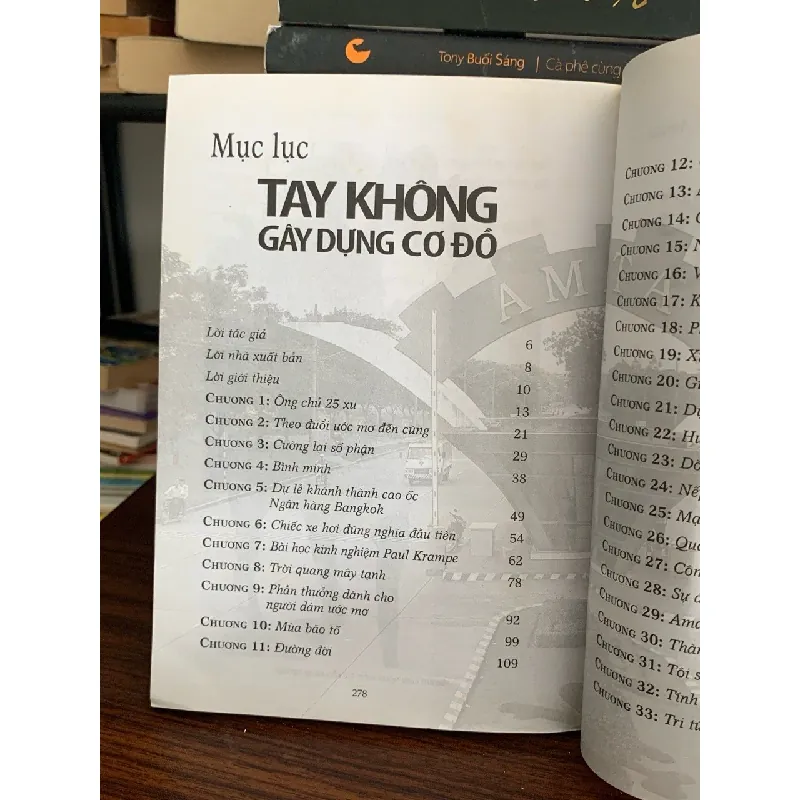 Tony Buổi Sáng | Cà phê cùng
Mục lục
TAY KHÔNG
GÂY DỰNG CƠ ĐỒ
AMATA
Lời tác giả 6
Lời nhà xuất bản 8
Lời giới thiệu 10
CHƯƠNG 1: Ông chủ 25 xu 13
CHƯƠNG 2: Theo đuổi ước mơ đến cùng 21
CHƯƠNG 3: Cưỡng lại số phận 29
CHƯƠNG 4: Bình minh 38
CHƯƠNG 5: Dự lễ khánh thành cao ốc
Ngân hàng Bangkok 49
CHƯƠNG 6: Chiếc xe hơi đúng nghĩa đầu tiên 54
CHƯƠNG 7: Bài học kinh nghiệm Paul Krampe 62
CHƯƠNG 8: Trời quang mây tạnh 78
CHƯƠNG 9: Phần thưởng dành cho
người dám ước mơ 92
CHƯƠNG 10: Mùa bão tố 99
CHƯƠNG 11: Đường đời 109
278
CHƯƠNG 12:
CHƯƠNG 13:
CHƯƠNG 14:
CHƯƠNG 15:
CHƯƠNG 16:
CHƯƠNG 17:
CHƯƠNG 18:
CHƯƠNG 19:
CHƯƠNG 20:
CHƯƠNG 21:
CHƯƠNG 22:
CHƯƠNG 23:
CHƯƠNG 24:
CHƯƠNG 25:
CHƯƠNG 26:
CHƯƠNG 27:
CHƯƠNG 28: Sự
CHƯƠNG 29:
CHƯƠNG 30:
CHƯƠNG 31: Tôi
CHƯƠNG 32: Tính
CHƯƠNG 33: Trí